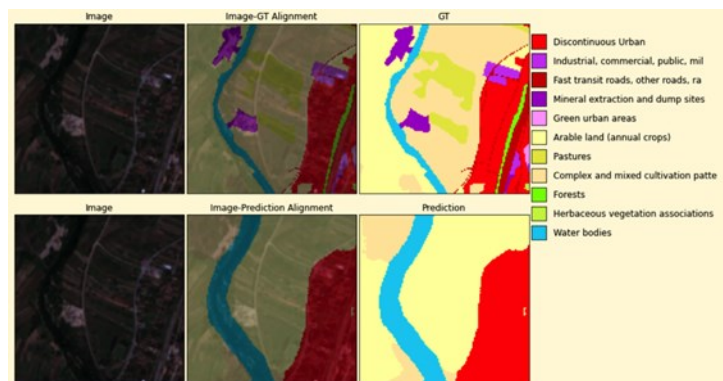 Image
Image-GT Alignment
GT
Discontinuous Urban
Industrial, commercial, public, mil
Fast transit roads, other roads, ra
Mineral extraction and dump sites
Green urban areas
Arable land (annual crops)
Pastures
Complex and mixed cultivation patte
Forests
Herbaceous vegetation associations
Water bodies
Image
Image-Prediction Alignment
Prediction